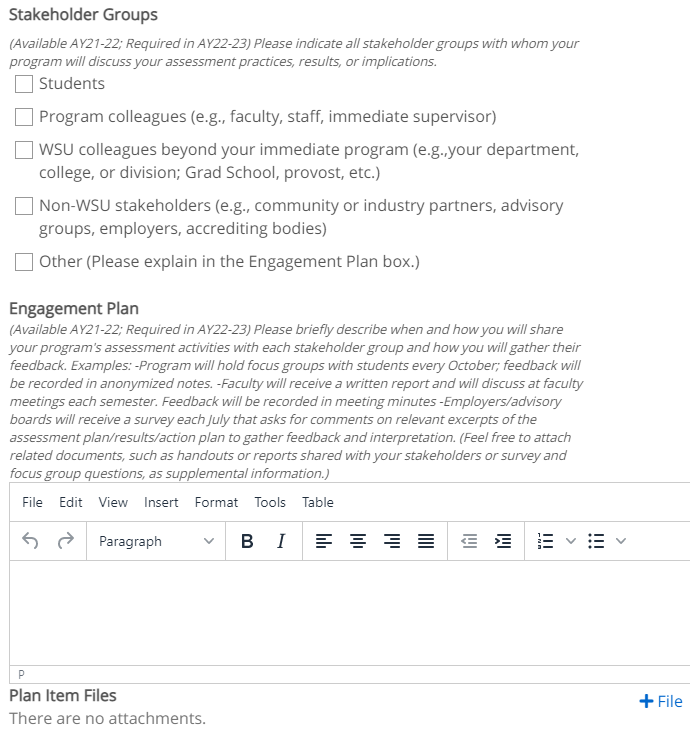 Stakeholder Groups
(Available AY21-22; Required in AY22-23) Please indicate all stakeholder groups with whom your
program will discuss your assessment practices, results, or implications.
Students
Program colleagues (e.g., faculty, staff, immediate supervisor)
WSU colleagues beyond your immediate program (e.g.,your department,
college, or division; Grad School, provost, etc.)
Non-WSU stakeholders (e.g., community or industry partners, advisory
groups, employers, accrediting bodies)
Other (Please explain in the Engagement Plan box.)
Engagement Plan
(Available AY21-22; Required in AY22-23) Please briefly describe when and how you will share
your program's assessment activities with each stakeholder group and how you will gather their
feedback. Examples: -Program will hold focus groups with students every October; feedback will
be recorded in anonymized notes. -Faculty will receive a written report and will discuss at faculty
meetings each semester. Feedback will be recorded in meeting minutes -Employers/advisory
boards will receive a survey each July that asks for comments on relevant excerpts of the
assessment plan/results/action plan to gather feedback and interpretation. (Feel free to attach
related documents, such as handouts or reports shared with your stakeholders or survey and
focus group questions, as supplemental information.)
File Edit View Insert Format Tools Table
Paragraph B I
P
Plan Item Files
+ File
There are no attachments.